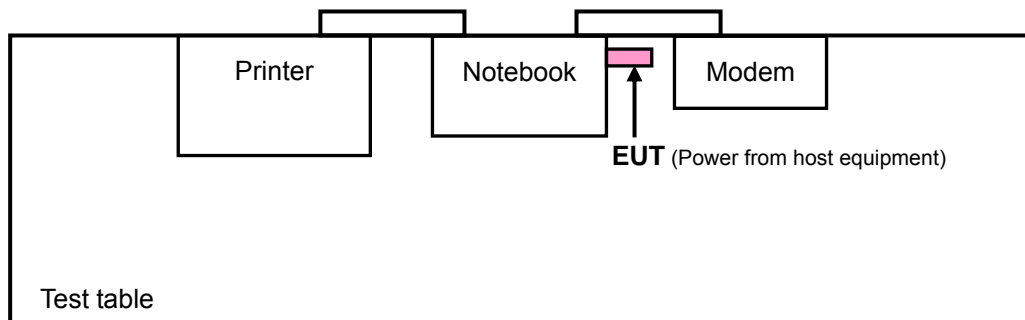 Printer
Notebook
Modem
EUT (Power from host equipment)
Test table